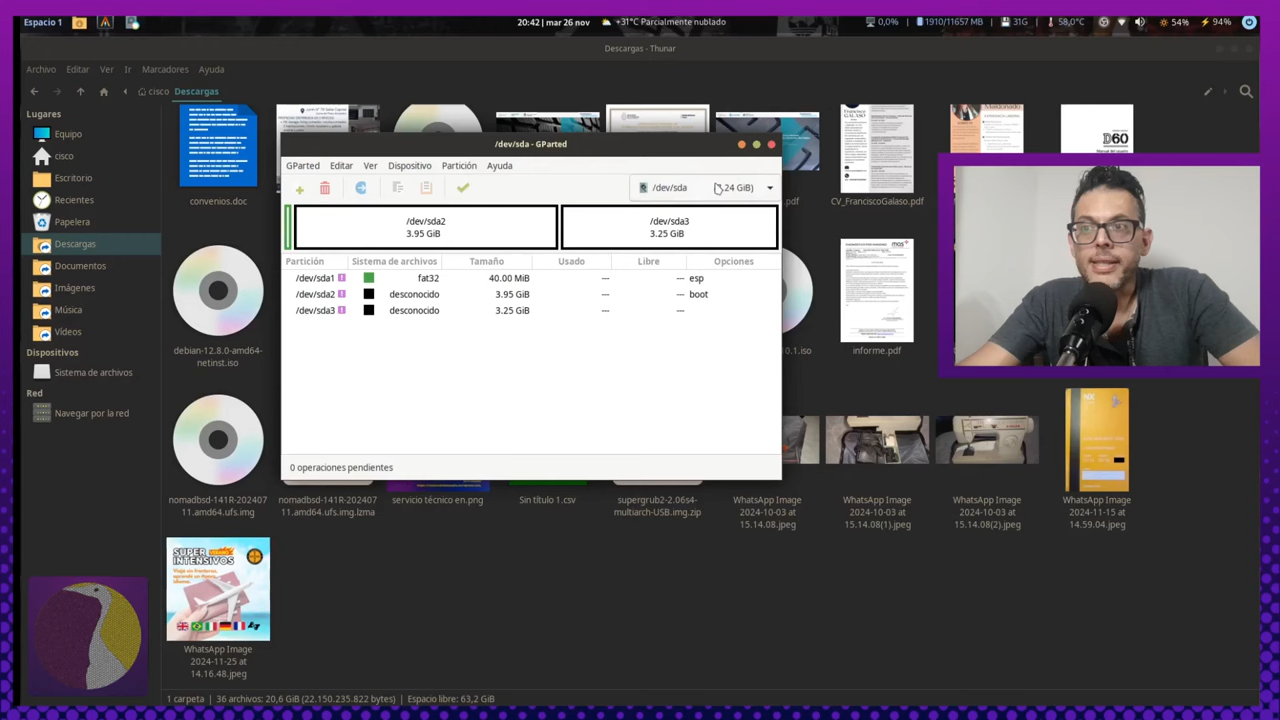 Espacio 1
20:42 | mar 26 nov
+31°C Parcialmente nublado
0,0%
1910/11657 MB
31G
58,0°C
54%
94%
Descargas - Thunar
Archivo Editar Ver Ir Marcadores Ayuda
cisco Descargas
Lugares
Equipo
cisco
Escritorio
Recientes
Papelera
Descargas
Documentos
Imágenes
Música
Vídeos
Dispositivos
Sistema de archivos
Red
Navegar por la red
convenios.doc
.pdf
CV_FranciscoGalaso.pdf
D60
/dev/sda - GParted
GParted Editar Ver Dispositivo Ayuda
/dev/sda
.24 GiB)
/dev/sda2
3.95 GiB
/dev/sda3
3.25 GiB
Partición Sistema de archivos Tamaño Usado Libre Opciones
/dev/sda1 fat32 40.00 MiB --- --- esp
/dev/sda2 desconocido 3.95 GiB --- --- boot
/dev/sda3 desconocido 3.25 GiB --- ---
0 operaciones pendientes
debian-12.8.0-amd64-
netinst.iso
10.1.iso
informe.pdf
nomadbsd-141R-202407
11.amd64.ufs.img
nomadbsd-141R-202407
11.amd64.ufs.img.lzma
servicio técnico en.png
Sin título 1.csv
supergrub2-2.06s4-
multiarch-USB.img.zip
WhatsApp Image
2024-10-03 at
15.14.08.jpeg
WhatsApp Image
2024-10-03 at
15.14.08(1).jpeg
WhatsApp Image
2024-10-03 at
15.14.08(2).jpeg
WhatsApp Image
2024-11-15 at
14.59.04.jpeg
SUPER
INTENSIVOS
WhatsApp Image
2024-11-25 at
14.16.48.jpeg
1 carpeta | 36 archivos: 20,6 GiB (22.150.235.822 bytes) | Espacio libre: 63,2 GiB